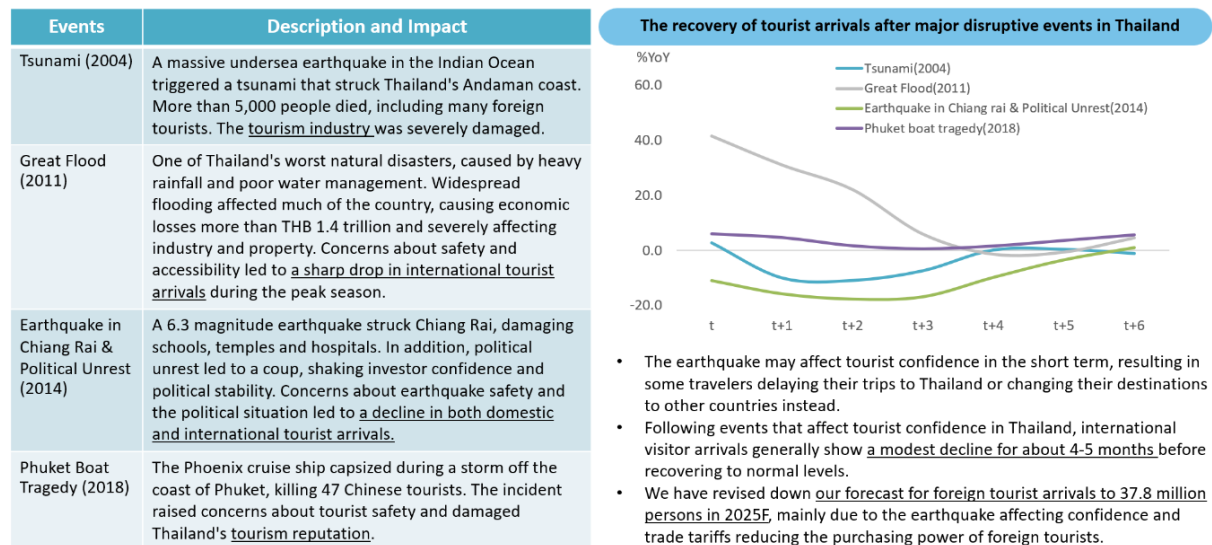 Events
Description and Impact
Tsunami (2004)
A massive undersea earthquake in the Indian Ocean
triggered a tsunami that struck Thailand's Andaman coast.
More than 5,000 people died, including many foreign
tourists. The tourism industry was severely damaged.
Great Flood
(2011)
One of Thailand's worst natural disasters, caused by heavy
rainfall and poor water management. Widespread
flooding affected much of the country, causing economic
losses more than THB 1.4 trillion and severely affecting
industry and property. Concerns about safety and
accessibility led to a sharp drop in international tourist
arrivals during the peak season.
Earthquake in
Chiang Rai &
Political Unrest
(2014)
A 6.3 magnitude earthquake struck Chiang Rai, damaging
schools, temples and hospitals. In addition, political
unrest led to a coup, shaking investor confidence and
political stability. Concerns about earthquake safety and
the political situation led to a decline in both domestic
and international tourist arrivals.
Phuket Boat
Tragedy (2018)
The Phoenix cruise ship capsized during a storm off the
coast of Phuket, killing 47 Chinese tourists. The incident
raised concerns about tourist safety and damaged
Thailand's tourism reputation.
The recovery of tourist arrivals after major disruptive events in Thailand
%YoY
60.0
40.0
20.0
0.0
-20.0
Tsunami(2004)
Great Flood(2011)
Earthquake in Chiang rai & Political Unrest(2014)
Phuket boat tragedy(2018)
t t+1 t+2 t+3 t+4 t+5 t+6
• The earthquake may affect tourist confidence in the short term, resulting in
some travelers delaying their trips to Thailand or changing their destinations
to other countries instead.
• Following events that affect tourist confidence in Thailand, international
visitor arrivals generally show a modest decline for about 4-5 months before
recovering to normal levels.
• We have revised down our forecast for foreign tourist arrivals to 37.8 million
persons in 2025F, mainly due to the earthquake affecting confidence and
trade tariffs reducing the purchasing power of foreign tourists.